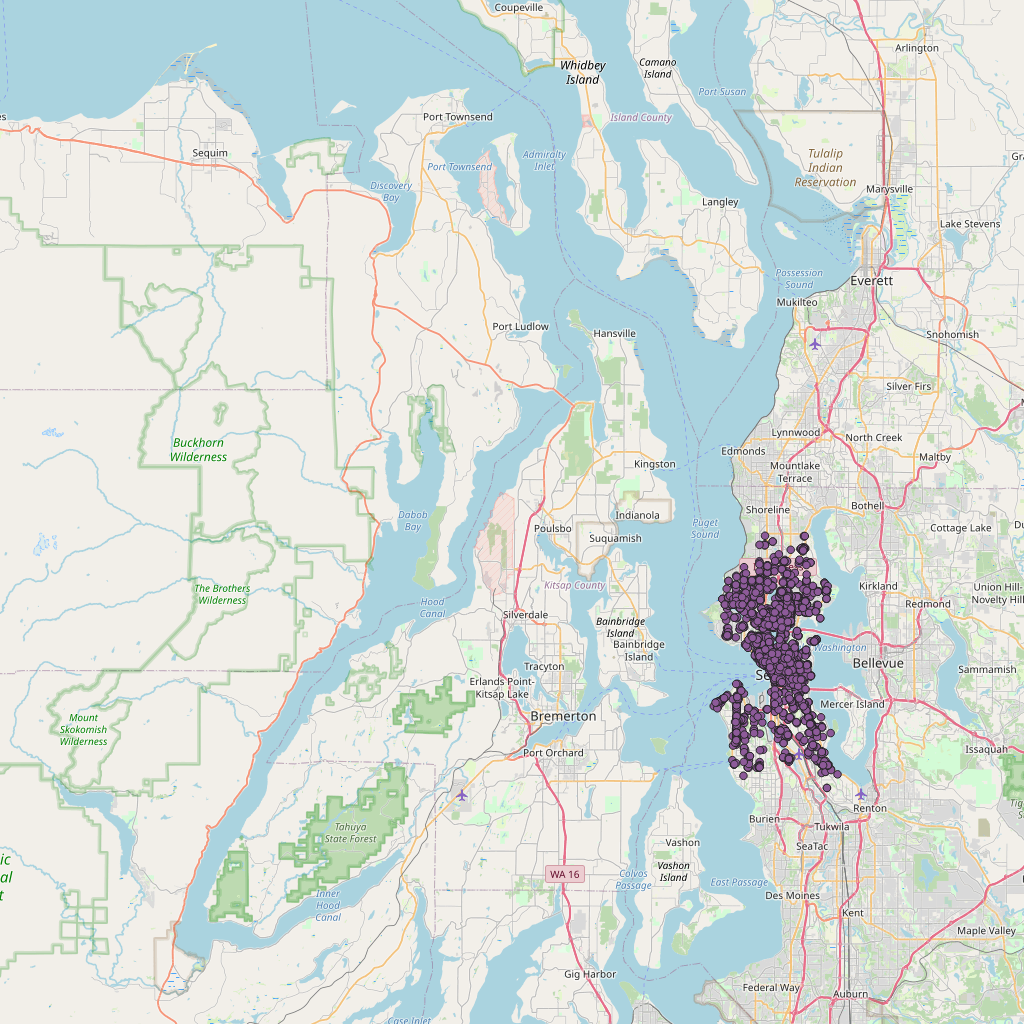 Coupeville
Arlington
Whidbey
Island
Camano
Island
Port Susan
Port Townsend
Island County
Sequim
Tulalip
Indian
Reservation
Port Townsend
Admiralty
Inlet
Discovery
Bay
Marysville
Langley
Lake Stevens
Possession
Sound
Everett
Mukilteo
Port Ludlow
Hansville
Snohomish
Silver Firs
Buckhorn
Wilderness
Lynnwood
North Creek
Edmonds
Maltby
Kingston
Mountlake
Terrace
Shoreline
Bothell
Dabob
Bay
Indianola
Poulsbo
Puget
Sound
Cottage Lake
Suquamish
The Brothers
Wilderness
Kitsap County
Kirkland
Union Hill-
Novelty Hill
Hood
Canal
Redmond
Silverdale
Bainbridge
Island
Bainbridge
Island
Washington
Tracyton
Bellevue
Sammamish
Erlands Point-
Kitsap Lake
Mercer Island
Mount
Skokomish
Wilderness
Bremerton
Port Orchard
Issaquah
Renton
Burien
Tukwila
Tahuya
State Forest
Vashon
SeaTac
WA 16
Vashon
Island
Colvos
Passage
East Passage
Inner
Hood
Canal
Des Moines
Kent
Maple Valley
Gig Harbor
Federal Way
Auburn
Case Inlet